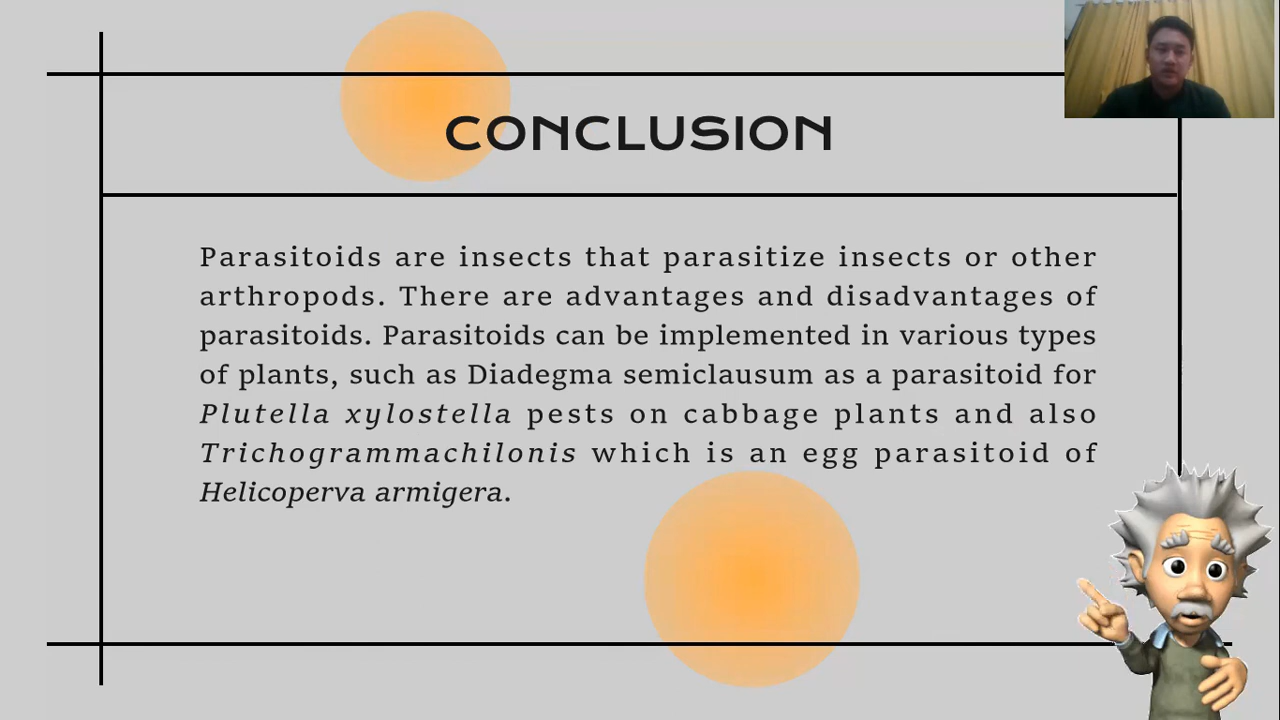 CONCLUSION
Parasitoids are insects that parasitize insects or other
arthropods. There are advantages and disadvantages of
parasitoids. Parasitoids can be implemented in various types
of plants, such as Diadegma semiclausum as a parasitoid for
Plutella xylostella pests on cabbage plants and also
Trichogrammachilonis which is an egg parasitoid of
Helicoperva armigera.